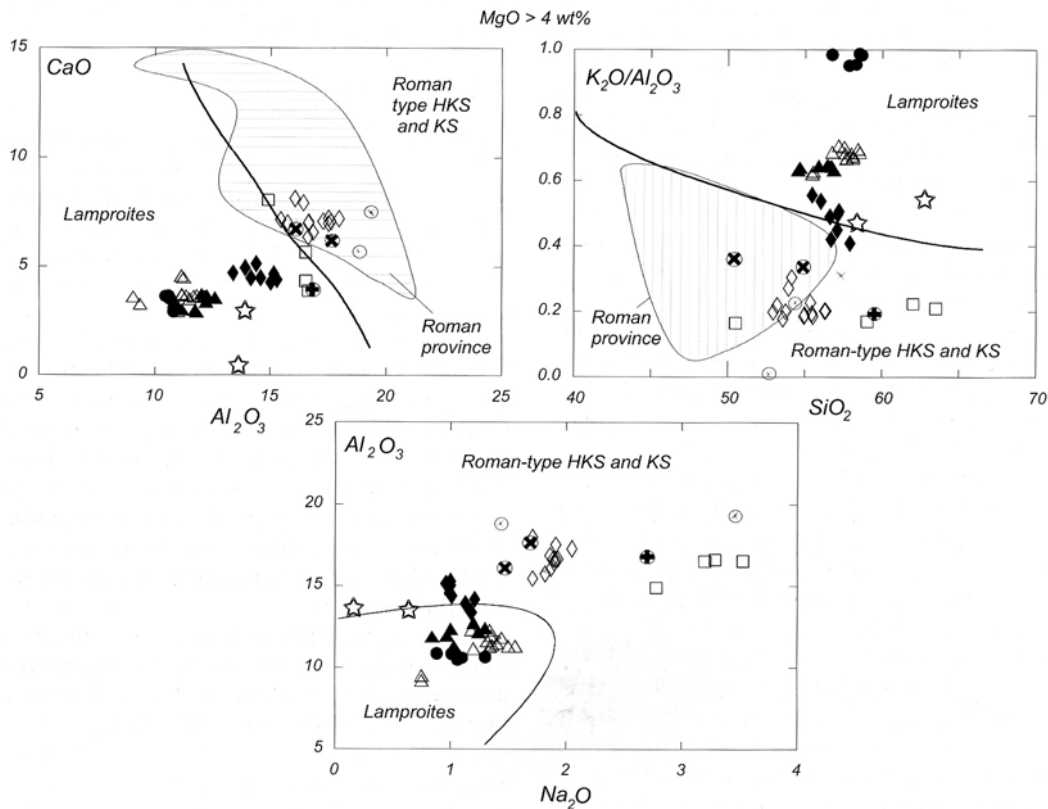 MgO > 4 wt%
15
10
5
0
CaO
Roman
type HKS
and KS
Lamproites
Roman
province
5
10
15
20
25
Al₂O₃
1.0
0.8
0.6
0.4
0.2
0.0
K₂O/Al₂O₃
Lamproites
Roman
province
Roman-type HKS and KS
40
50
60
70
SiO₂
25
20
15
10
5
Al₂O₃
Roman-type HKS and KS
Lamproites
0
1
2
3
4
Na₂O